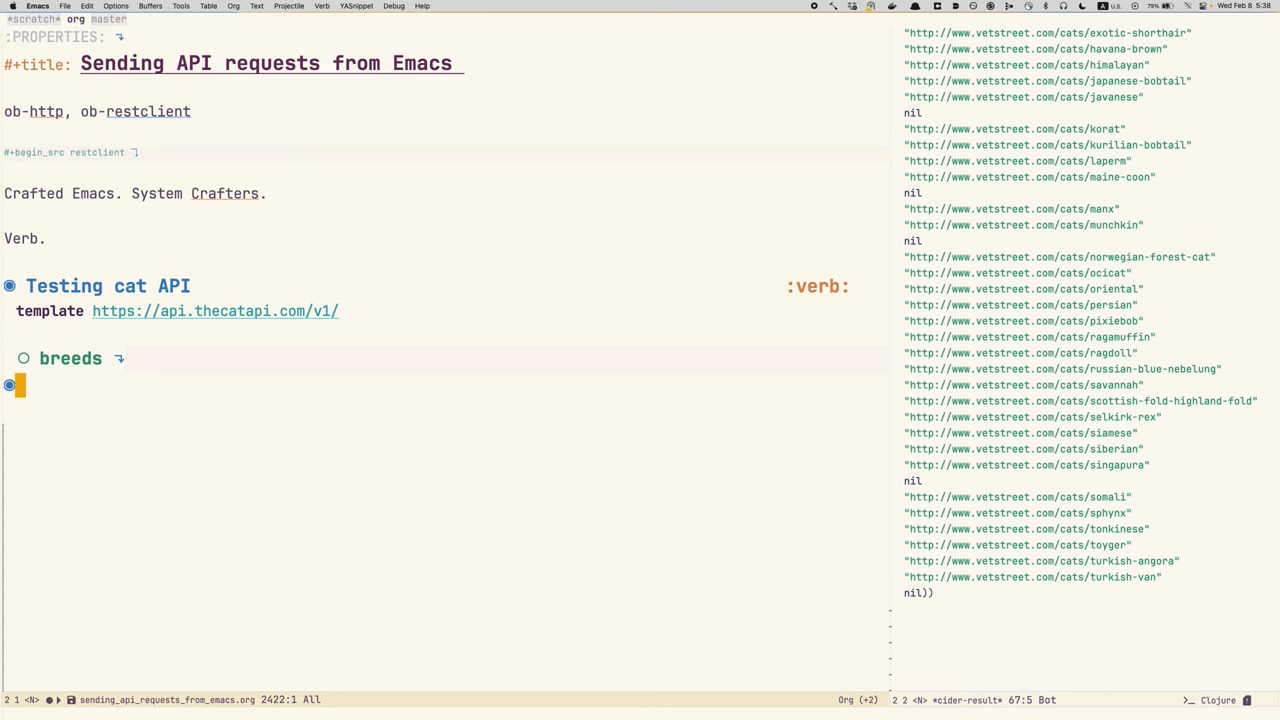 Emacs File Edit Options Buffers Tools Table Org Text Projectile Verb YASnippet Debug Help A U.S. 79% Wed Feb 8 5:38
*scratch* org master
:PROPERTIES:
#+title: Sending API requests from Emacs
ob-http, ob-restclient
#+begin_src restclient
Crafted Emacs. System Crafters.
Verb.
Testing cat API :verb:
template https://api.thecatapi.com/v1/
breeds
2 1 <N> sending_api_requests_from_emacs.org 2422:1 All Org (+2)
"http://www.vetstreet.com/cats/exotic-shorthair"
"http://www.vetstreet.com/cats/havana-brown"
"http://www.vetstreet.com/cats/himalayan"
"http://www.vetstreet.com/cats/japanese-bobtail"
"http://www.vetstreet.com/cats/javanese"
nil
"http://www.vetstreet.com/cats/korat"
"http://www.vetstreet.com/cats/kurilian-bobtail"
"http://www.vetstreet.com/cats/laperm"
"http://www.vetstreet.com/cats/maine-coon"
nil
"http://www.vetstreet.com/cats/manx"
"http://www.vetstreet.com/cats/munchkin"
nil
"http://www.vetstreet.com/cats/norwegian-forest-cat"
"http://www.vetstreet.com/cats/ocicat"
"http://www.vetstreet.com/cats/oriental"
"http://www.vetstreet.com/cats/persian"
"http://www.vetstreet.com/cats/pixiebob"
"http://www.vetstreet.com/cats/ragamuffin"
"http://www.vetstreet.com/cats/ragdoll"
"http://www.vetstreet.com/cats/russian-blue-nebelung"
"http://www.vetstreet.com/cats/savannah"
"http://www.vetstreet.com/cats/scottish-fold-highland-fold"
"http://www.vetstreet.com/cats/selkirk-rex"
"http://www.vetstreet.com/cats/siamese"
"http://www.vetstreet.com/cats/siberian"
"http://www.vetstreet.com/cats/singapura"
nil
"http://www.vetstreet.com/cats/somali"
"http://www.vetstreet.com/cats/sphynx"
"http://www.vetstreet.com/cats/tonkinese"
"http://www.vetstreet.com/cats/toyger"
"http://www.vetstreet.com/cats/turkish-angora"
"http://www.vetstreet.com/cats/turkish-van"
nil))
2 2 <N> *cider-result* 67:5 Bot Clojure